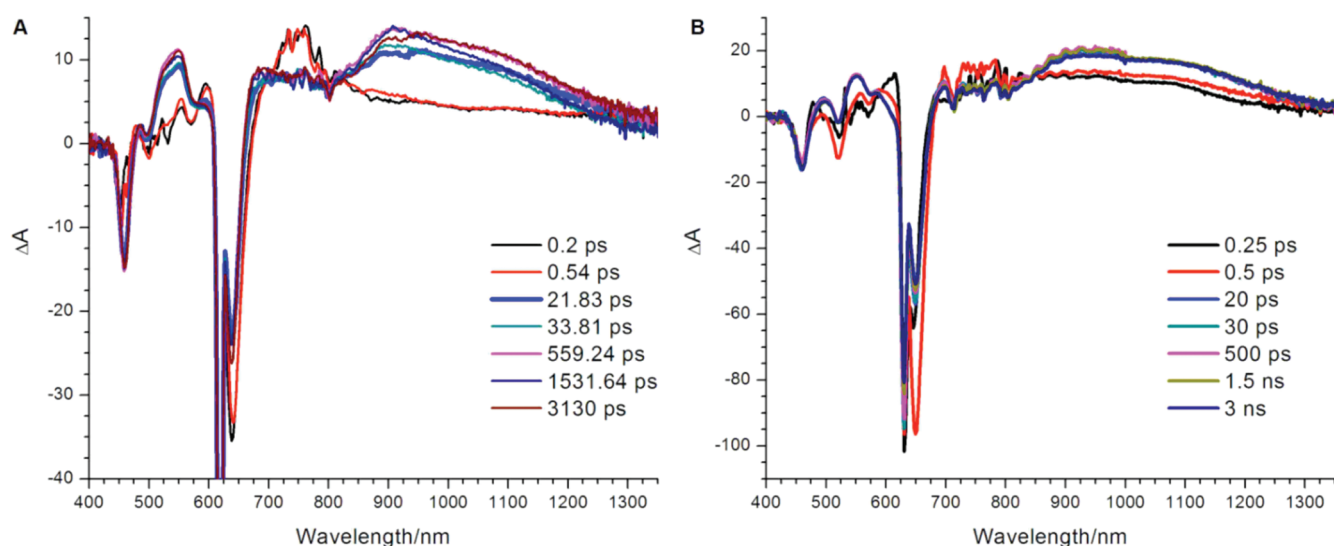 A
15
10
5
0
-10
-20
-30
-40
ΔA
400 500 600 700 800 900 1000 1100 1200 1300
Wavelength/nm
0.2 ps
0.54 ps
21.83 ps
33.81 ps
559.24 ps
1531.64 ps
3130 ps
B
20
0
-20
-40
-60
-80
-100
ΔA
400 500 600 700 800 900 1000 1100 1200 1300
Wavelength/nm
0.25 ps
0.5 ps
20 ps
30 ps
500 ps
1.5 ns
3 ns